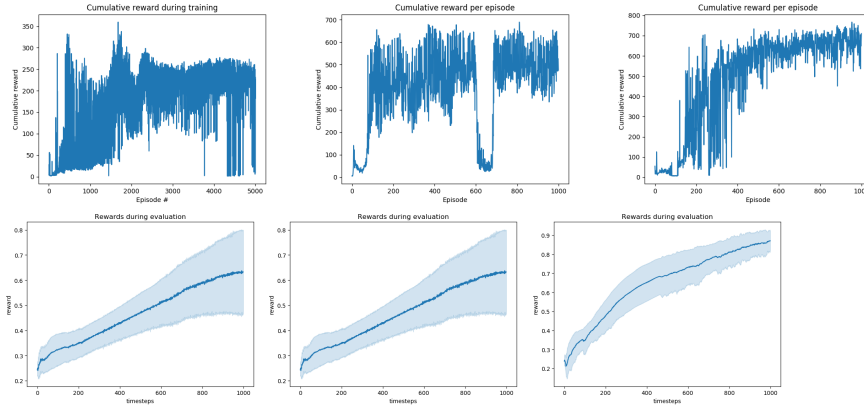 Cumulative reward during training
Cumulative reward
350
300
250
200
150
100
50
0
0 1000 2000 3000 4000 5000
Episode #
Cumulative reward per episode
Cumulative reward
700
600
500
400
300
200
100
0
0 200 400 600 800 1000
Episode
Cumulative reward per episode
Cumulative reward
800
700
600
500
400
300
200
100
0
0 200 400 600 800 1000
Episode
Rewards during evaluation
reward
0.8
0.7
0.6
0.5
0.4
0.3
0.2
0 200 400 600 800 1000
timesteps
Rewards during evaluation
reward
0.8
0.7
0.6
0.5
0.4
0.3
0.2
0 200 400 600 800 1000
timesteps
Rewards during evaluation
reward
0.9
0.8
0.7
0.6
0.5
0.4
0.3
0.2
0 200 400 600 800 1000
timesteps